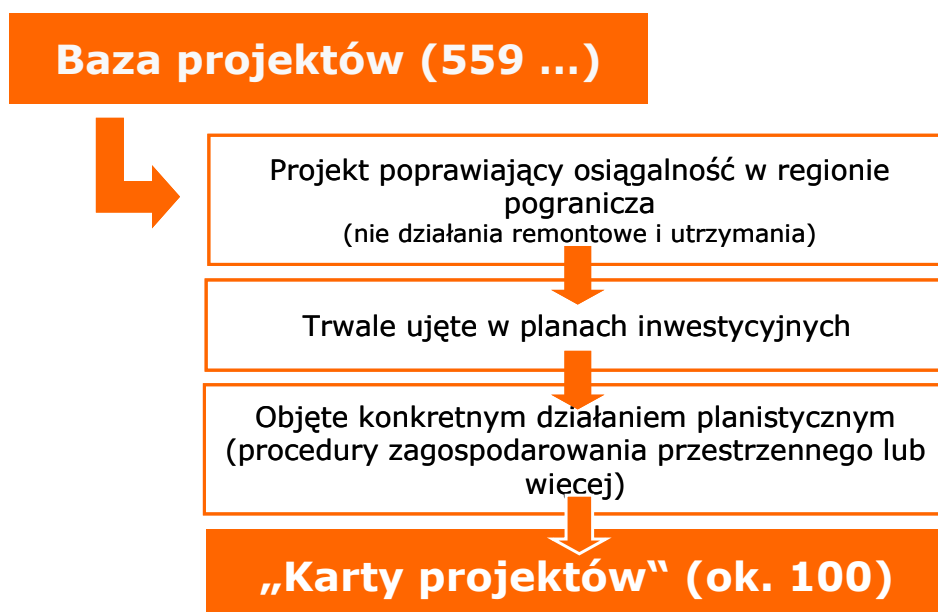 Baza projektów (559 ...)
Projekt poprawiający osiągalność w regionie
pogranicza
(nie działania remontowe i utrzymania)
Trwale ujęte w planach inwestycyjnych
Objęte konkretnym działaniem planistycznym
(procedury zagospodarowania przestrzennego lub
więcej)
„Karty projektów“ (ok. 100)